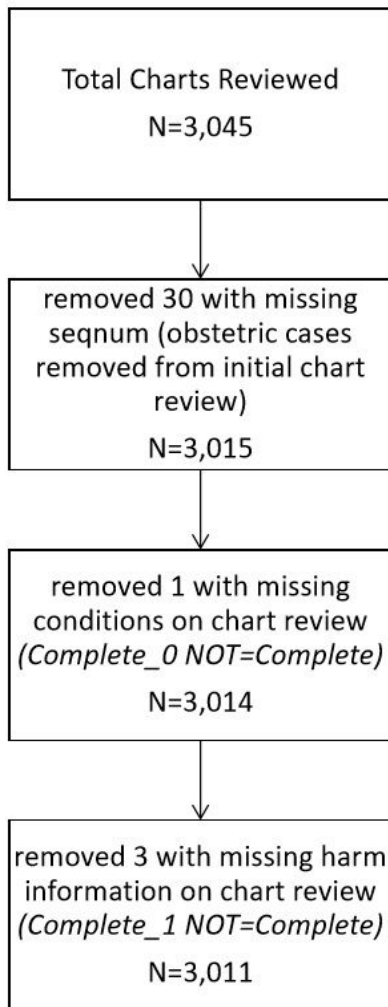 Total Charts Reviewed
N=3,045
removed 30 with missing
seqnum (obstetric cases
removed from initial chart
review)
N=3,015
removed 1 with missing
conditions on chart review
(Complete_0 NOT=Complete)
N=3,014
removed 3 with missing harm
information on chart review
(Complete_1 NOT=Complete)
N=3,011